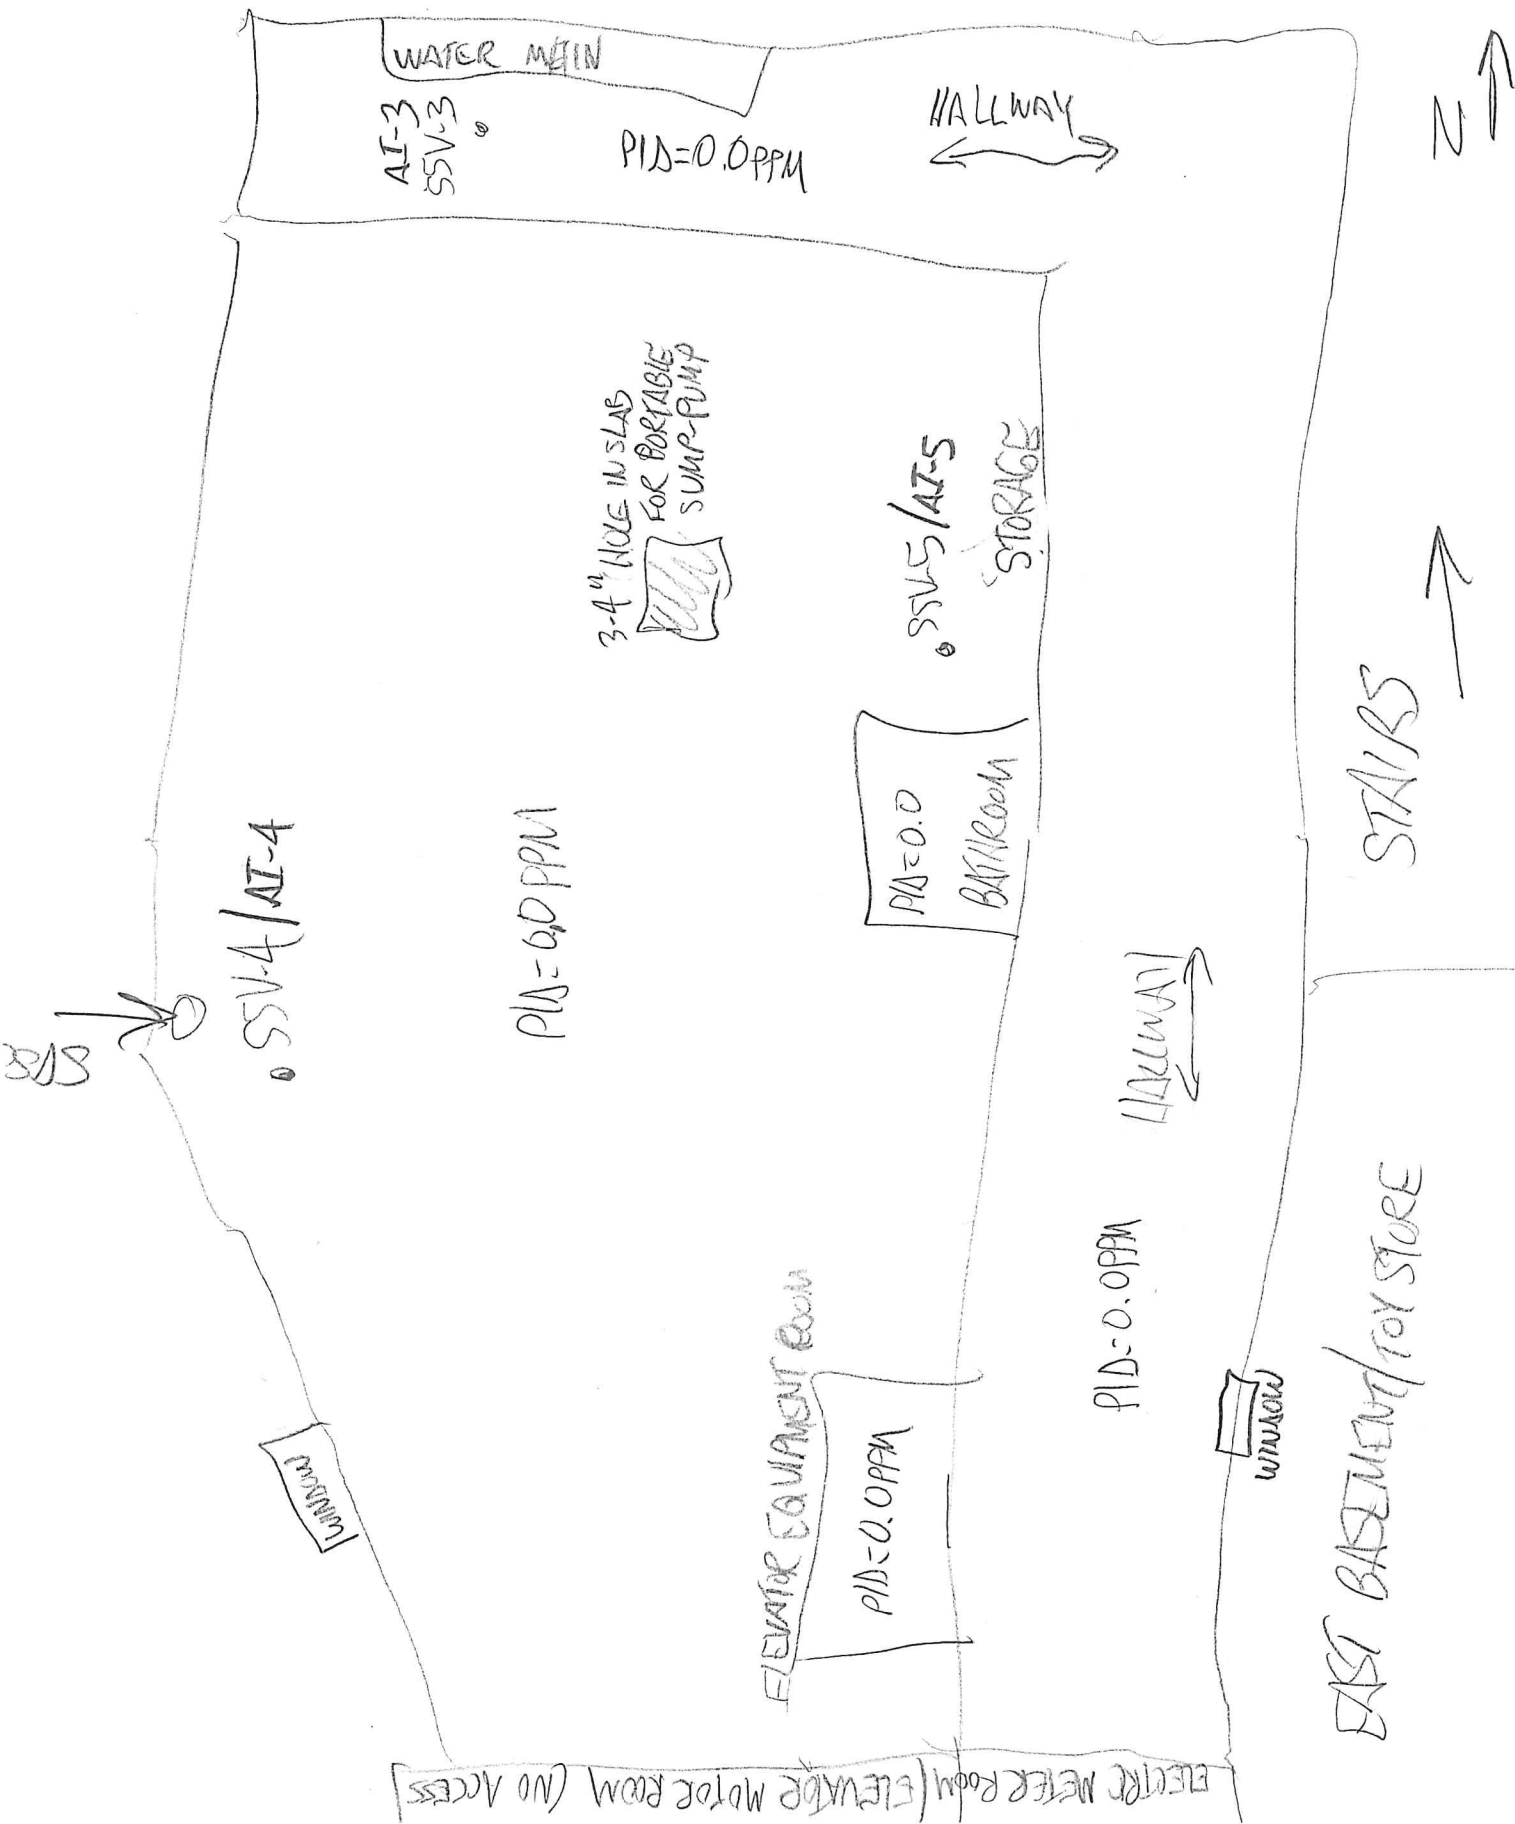 WATER MAIN
AI-3
SSV-3
PID=0.0PPM
HALLWAY
N
3-4" HOLE IN SLAB
FOR PORTABLE
SUMP-PUMP
SSV-5/AI-5
STORAGE
SSV-4/AI-4
PID=0.0PPM
PID=0.0
BATHROOM
STAIRS
HALLWAY
WINDOW
ELEVATOR EQUIPMENT ROOM
PID=0.0PPM
PID=0.0PPM
WINDOW
EAST BASEMENT/TOY STORE
ELECTRIC METER ROOM/ELEVATOR MOTOR ROOM (NO ACCESS)